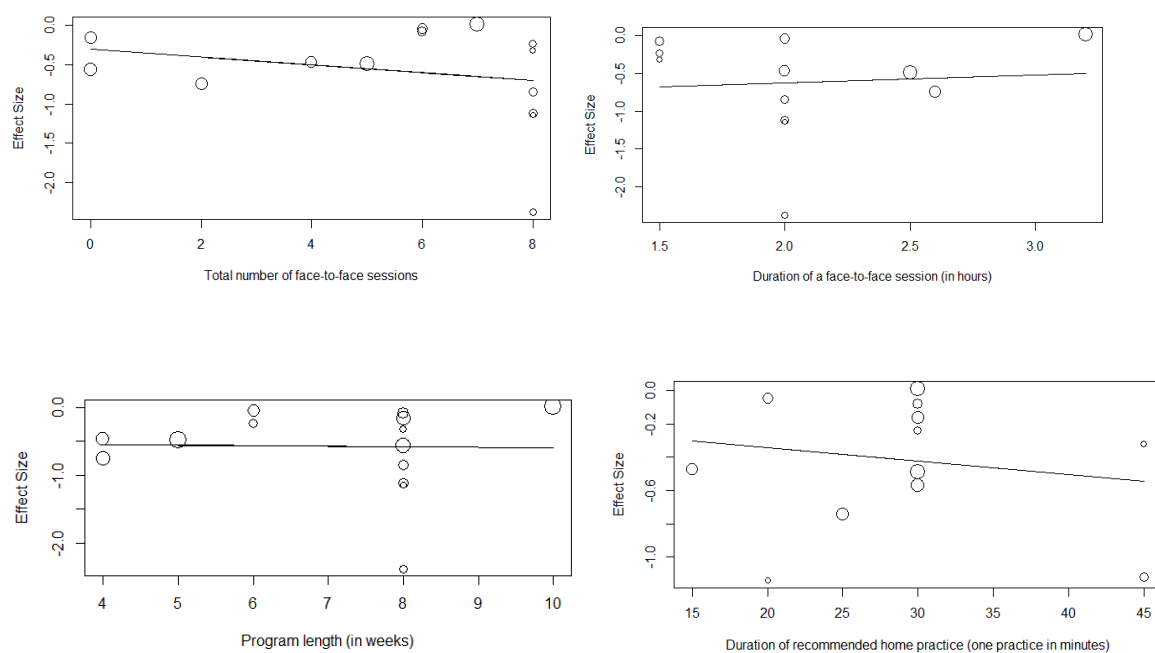 0.0
-0.5
-1.0
-1.5
-2.0
Effect Size
0 2 4 6 8
Total number of face-to-face sessions
0.0
-0.5
-1.0
-1.5
-2.0
Effect Size
1.5 2.0 2.5 3.0
Duration of a face-to-face session (in hours)
0.0
-1.0
-2.0
Effect Size
4 5 6 7 8 9 10
Program length (in weeks)
0.0
-0.2
-0.6
-1.0
Effect Size
15 20 25 30 35 40 45
Duration of recommended home practice (one practice in minutes)